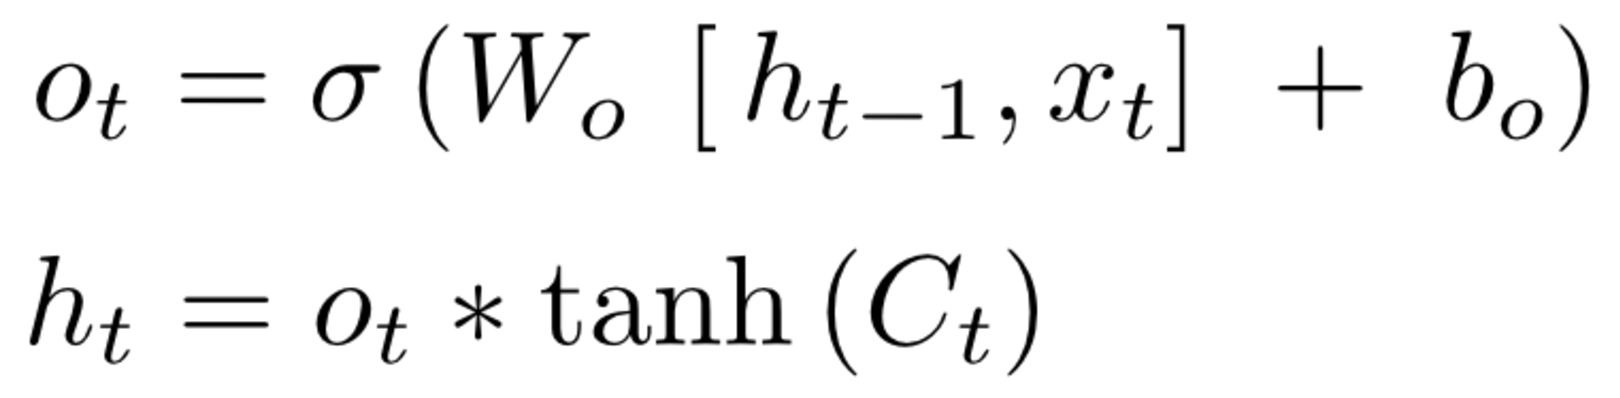 o_t = σ (W_o [ h_{t−1}, x_t ] + b_o)
h_t = o_t * tanh (C_t)